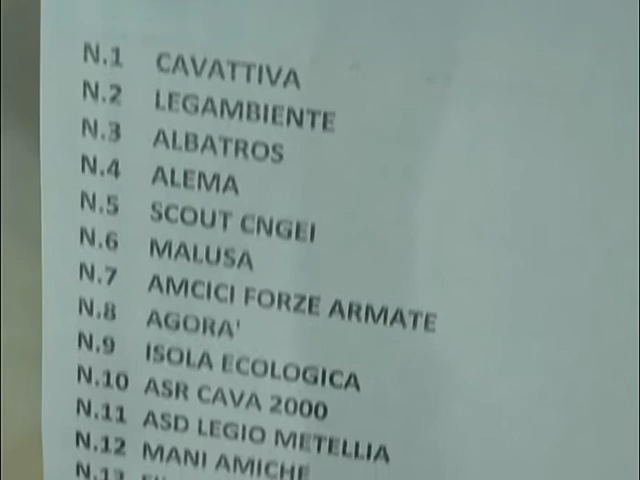 N.1 CAVATTIVA
N.2 LEGAMBIENTE
N.3 ALBATROS
N.4 ALEMA
N.5 SCOUT CNGEI
N.6 MALUSA
N.7 AMCICI FORZE ARMATE
N.8 AGORA'
N.9 ISOLA ECOLOGICA
N.10 ASR CAVA 2000
N.11 ASD LEGIO METELLIA
N.12 MANI AMICHE
N.13